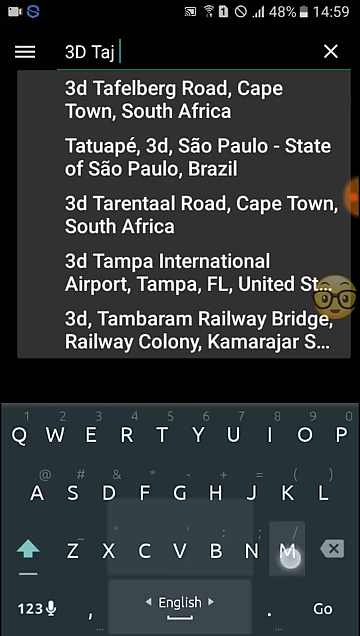 1 48% 14:59
3D Taj
3d Tafelberg Road, Cape
Town, South Africa
Tatuapé, 3d, São Paulo - State
of São Paulo, Brazil
3d Tarentaal Road, Cape Town,
South Africa
3d Tampa International
Airport, Tampa, FL, United St...
3d, Tambaram Railway Bridge,
Railway Colony, Kamarajar S...
1 2 3 4 5 6 7 8 9 0
Q W E R T Y U I O P
@ # & * - + = ( )
A S D F G H J K L
_ " ' : ; /
Z X C V B N M
123 , English . Go